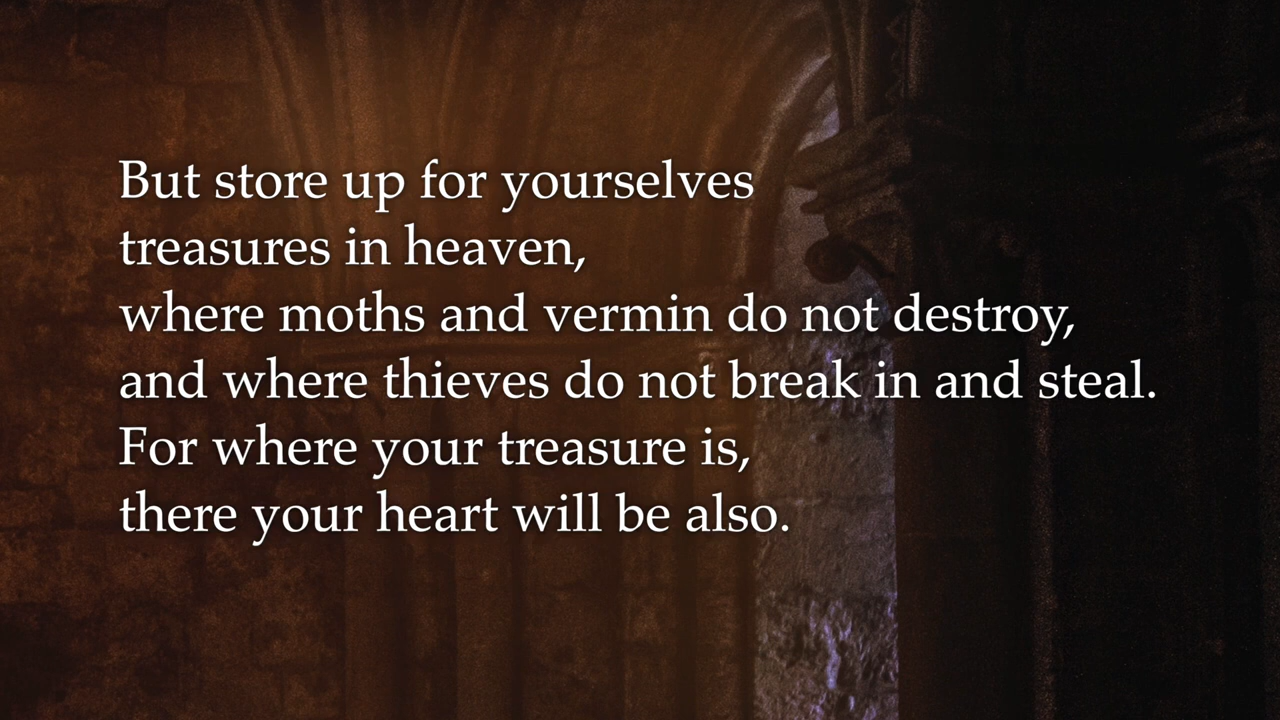 But store up for yourselves
treasures in heaven,
where moths and vermin do not destroy,
and where thieves do not break in and steal.
For where your treasure is,
there your heart will be also.